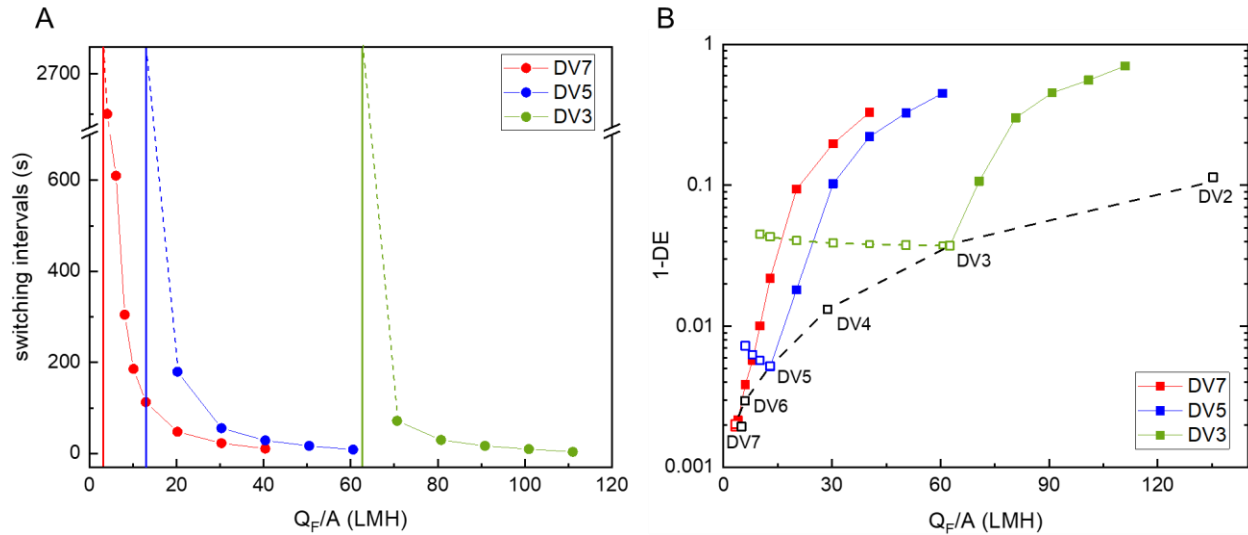 A
switching intervals (s)
2700
600
400
200
0
DV7
DV5
DV3
0 20 40 60 80 100 120
Q_F/A (LMH)
B
1-DE
1
0.1
0.01
0.001
DV2
DV3
DV4
DV5
DV6
DV7
DV7
DV5
DV3
0 30 60 90 120
Q_F/A (LMH)